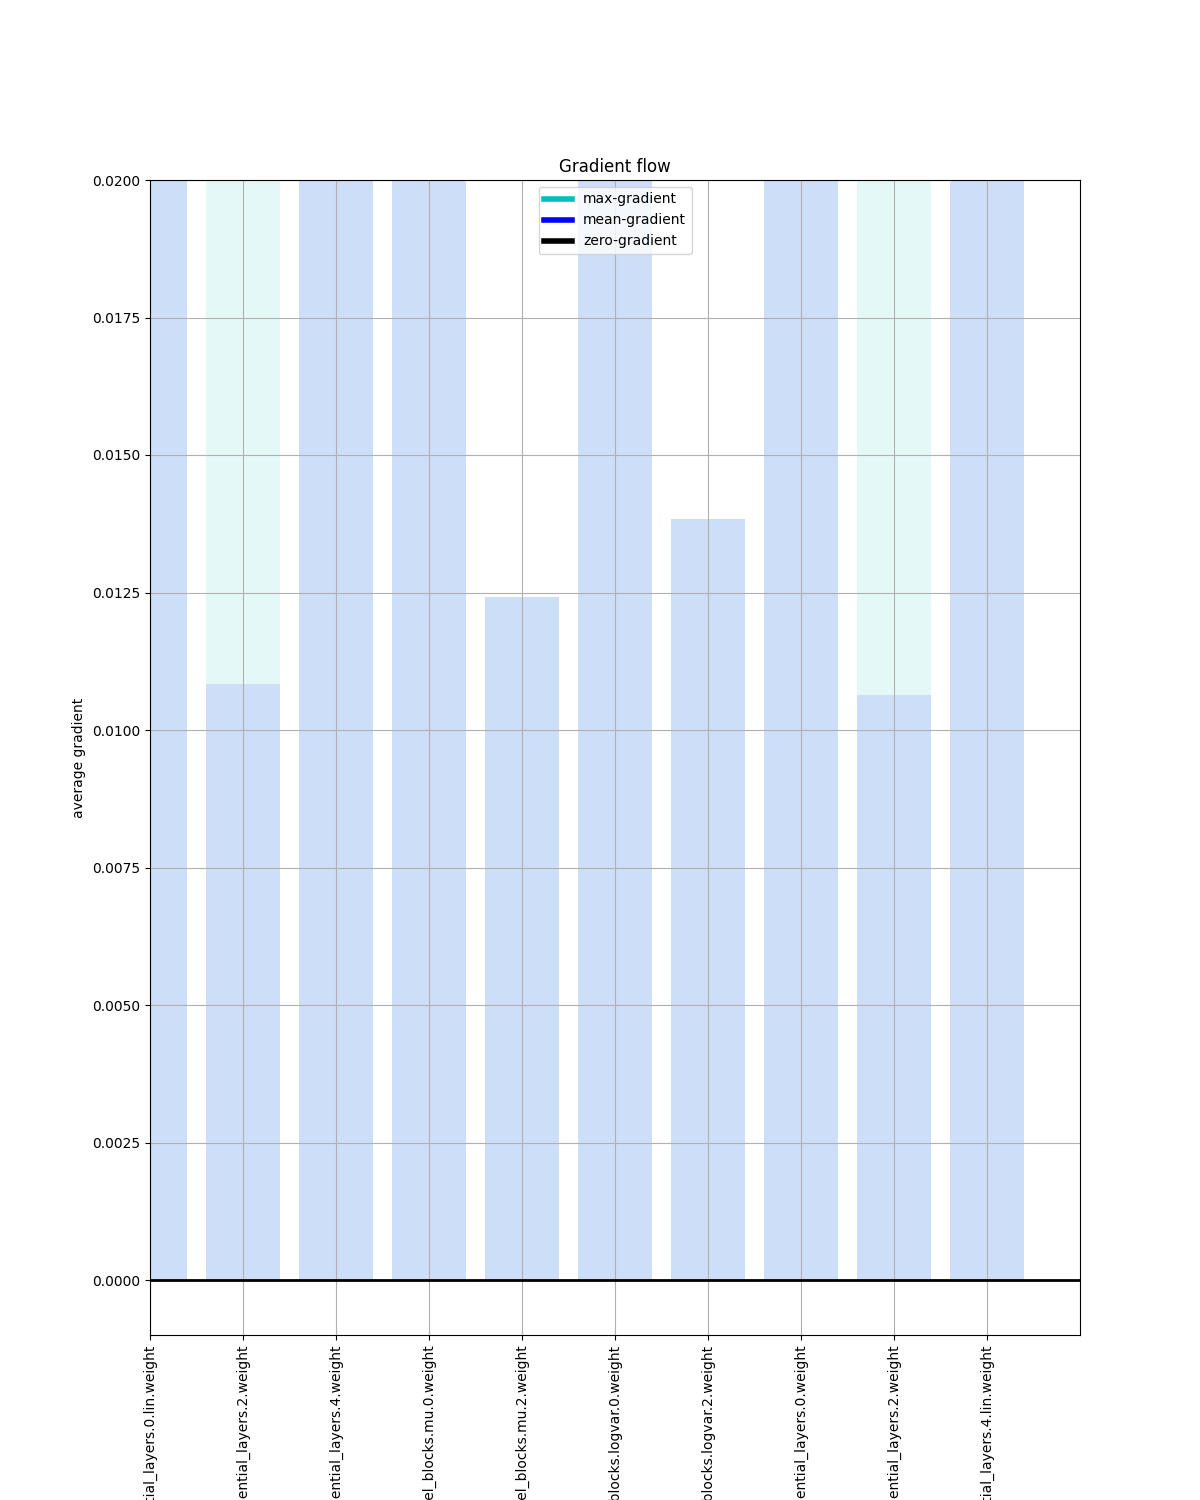 Gradient flow
max-gradient
mean-gradient
zero-gradient
0.0200
0.0175
0.0150
0.0125
0.0100
0.0075
0.0050
0.0025
0.0000
average gradient
tial_layers.0.lin.weight
ential_layers.2.weight
ential_layers.4.weight
el_blocks.mu.0.weight
el_blocks.mu.2.weight
blocks.logvar.0.weight
blocks.logvar.2.weight
ential_layers.0.weight
ential_layers.2.weight
tial_layers.4.lin.weight